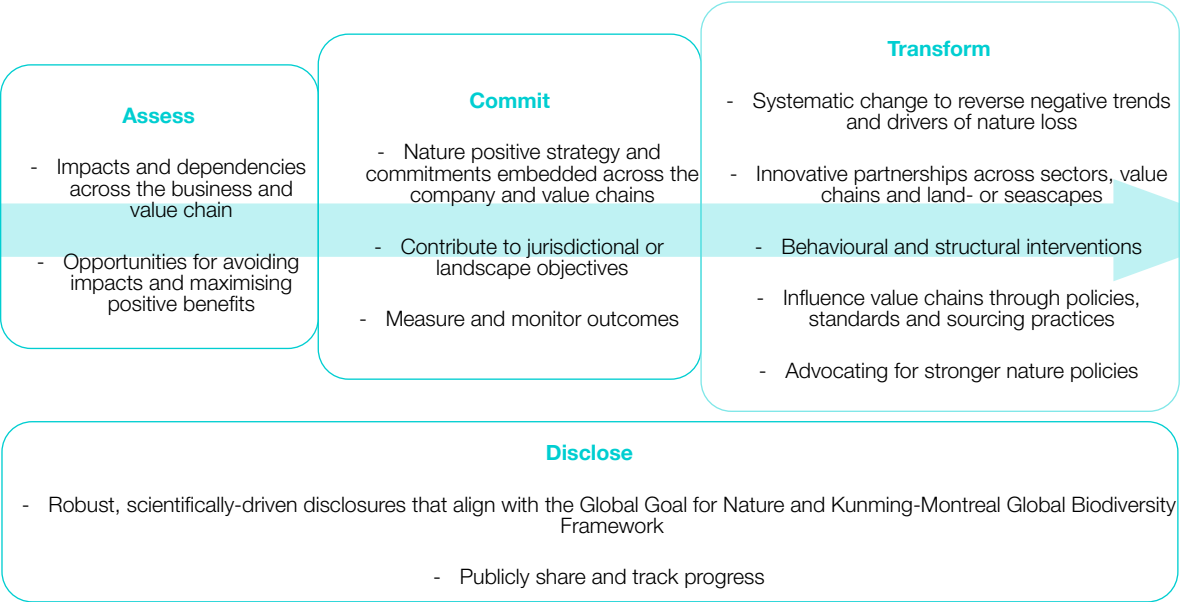 Assess
- Impacts and dependencies
across the business and
value chain
- Opportunities for avoiding
impacts and maximising
positive benefits
Commit
- Nature positive strategy and
commitments embedded across the
company and value chains
- Contribute to jurisdictional or
landscape objectives
- Measure and monitor outcomes
Transform
- Systematic change to reverse negative trends
and drivers of nature loss
- Innovative partnerships across sectors, value
chains and land- or seascapes
- Behavioural and structural interventions
- Influence value chains through policies,
standards and sourcing practices
- Advocating for stronger nature policies
Disclose
- Robust, scientifically-driven disclosures that align with the Global Goal for Nature and Kunming-Montreal Global Biodiversity
Framework
- Publicly share and track progress